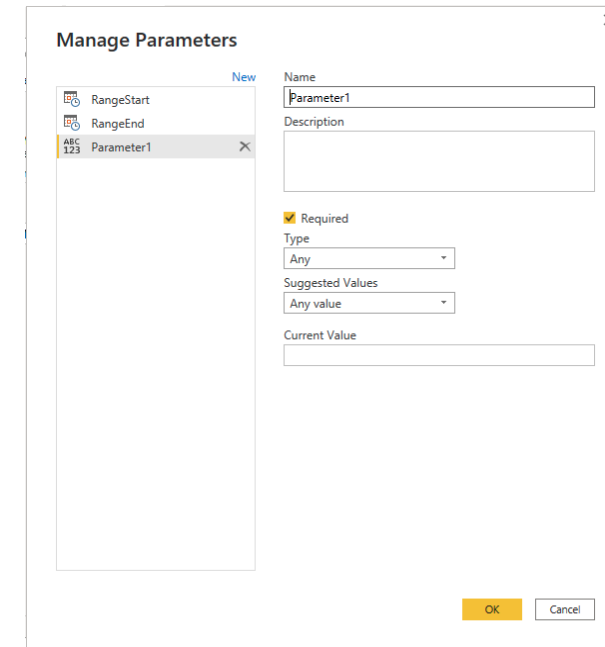 Manage Parameters
New
RangeStart
RangeEnd
ABC
123
Parameter1
Name
Parameter1
Description
Required
Type
Any
Suggested Values
Any value
Current Value
OK
Cancel